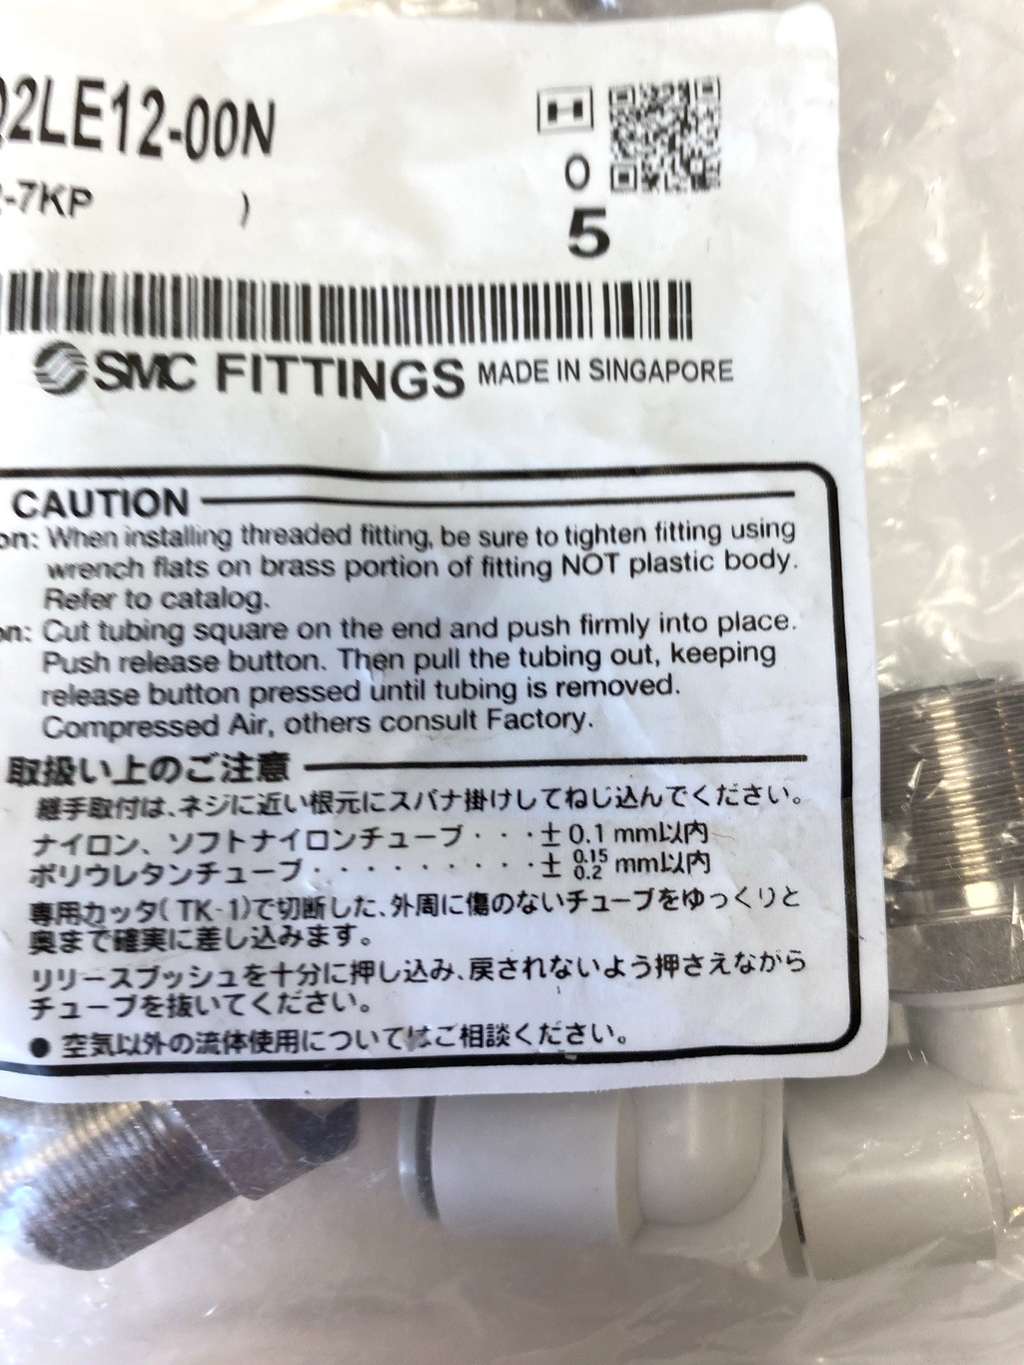 Q2LE12-00N
-7KP )
H
0
5
SMC FITTINGS MADE IN SINGAPORE
CAUTION
on: When installing threaded fitting, be sure to tighten fitting using
wrench flats on brass portion of fitting NOT plastic body.
Refer to catalog.
on: Cut tubing square on the end and push firmly into place.
Push release button. Then pull the tubing out, keeping
release button pressed until tubing is removed.
Compressed Air, others consult Factory.
取扱い上のご注意
継手取付は、ネジに近い根元にスパナ掛けしてねじ込んでください。
ナイロン、ソフトナイロンチューブ・・・± 0.1 mm以内
ポリウレタンチューブ・・・・・・・・± 0.15 0.2 mm以内
専用カッタ(TK-1)で切断した、外周に傷のないチューブをゆっくりと
奥まで確実に差し込みます。
リリースブッシュを十分に押し込み、戻されないよう押さえながら
チューブを抜いてください。
● 空気以外の流体使用についてはご相談ください。